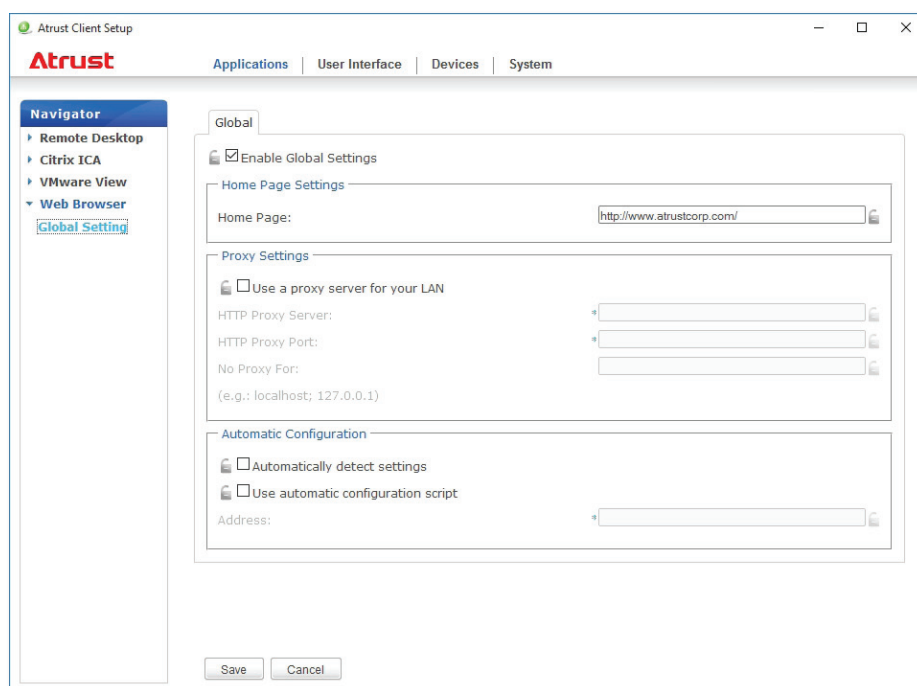 Atrust Client Setup
Atrust
Applications | User Interface | Devices | System
Navigator
Remote Desktop
Citrix ICA
VMware View
Web Browser
Global Setting
Global
Enable Global Settings
Home Page Settings
Home Page: http://www.atrustcorp.com/
Proxy Settings
Use a proxy server for your LAN
HTTP Proxy Server: *
HTTP Proxy Port: *
No Proxy For:
(e.g.: localhost; 127.0.0.1)
Automatic Configuration
Automatically detect settings
Use automatic configuration script
Address: *
Save Cancel